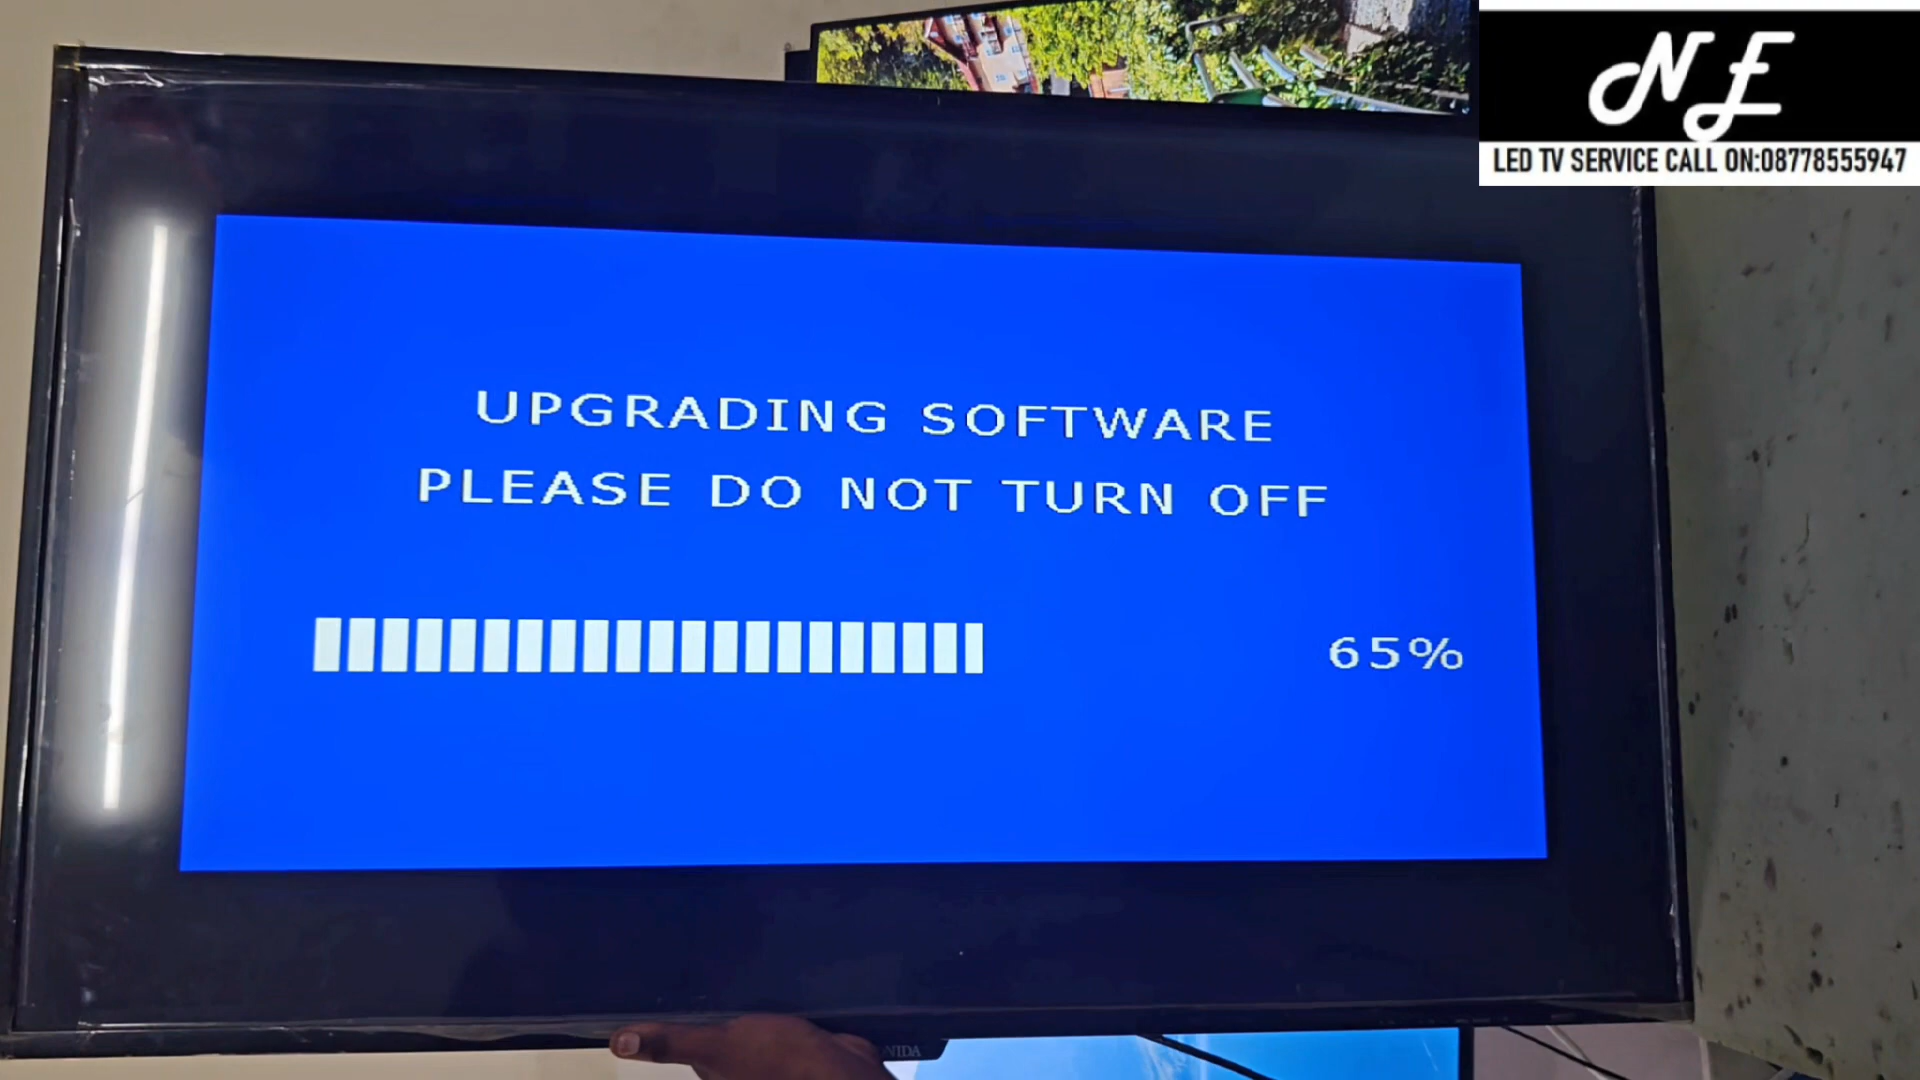 NE
LED TV SERVICE CALL ON:08778555947
UPGRADING SOFTWARE
PLEASE DO NOT TURN OFF
65%